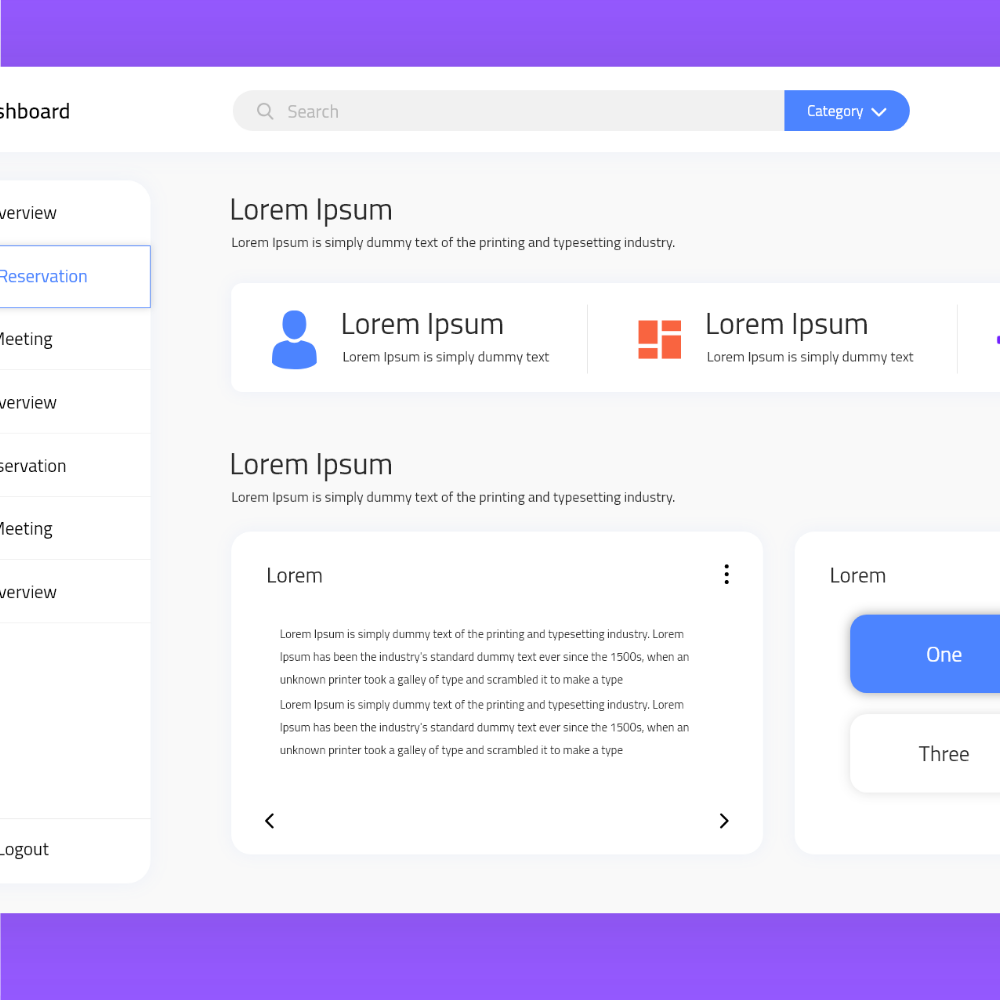 shboard
Search
Category
verview
Reservation
Meeting
verview
servation
Meeting
verview
Logout
Lorem Ipsum
Lorem Ipsum is simply dummy text of the printing and typesetting industry.
Lorem Ipsum
Lorem Ipsum is simply dummy text
Lorem Ipsum
Lorem Ipsum is simply dummy text
Lorem Ipsum
Lorem Ipsum is simply dummy text of the printing and typesetting industry.
Lorem
Lorem Ipsum is simply dummy text of the printing and typesetting industry. Lorem
Ipsum has been the industry's standard dummy text ever since the 1500s, when an
unknown printer took a galley of type and scrambled it to make a type
Lorem Ipsum is simply dummy text of the printing and typesetting industry. Lorem
Ipsum has been the industry's standard dummy text ever since the 1500s, when an
unknown printer took a galley of type and scrambled it to make a type
Lorem
One
Three